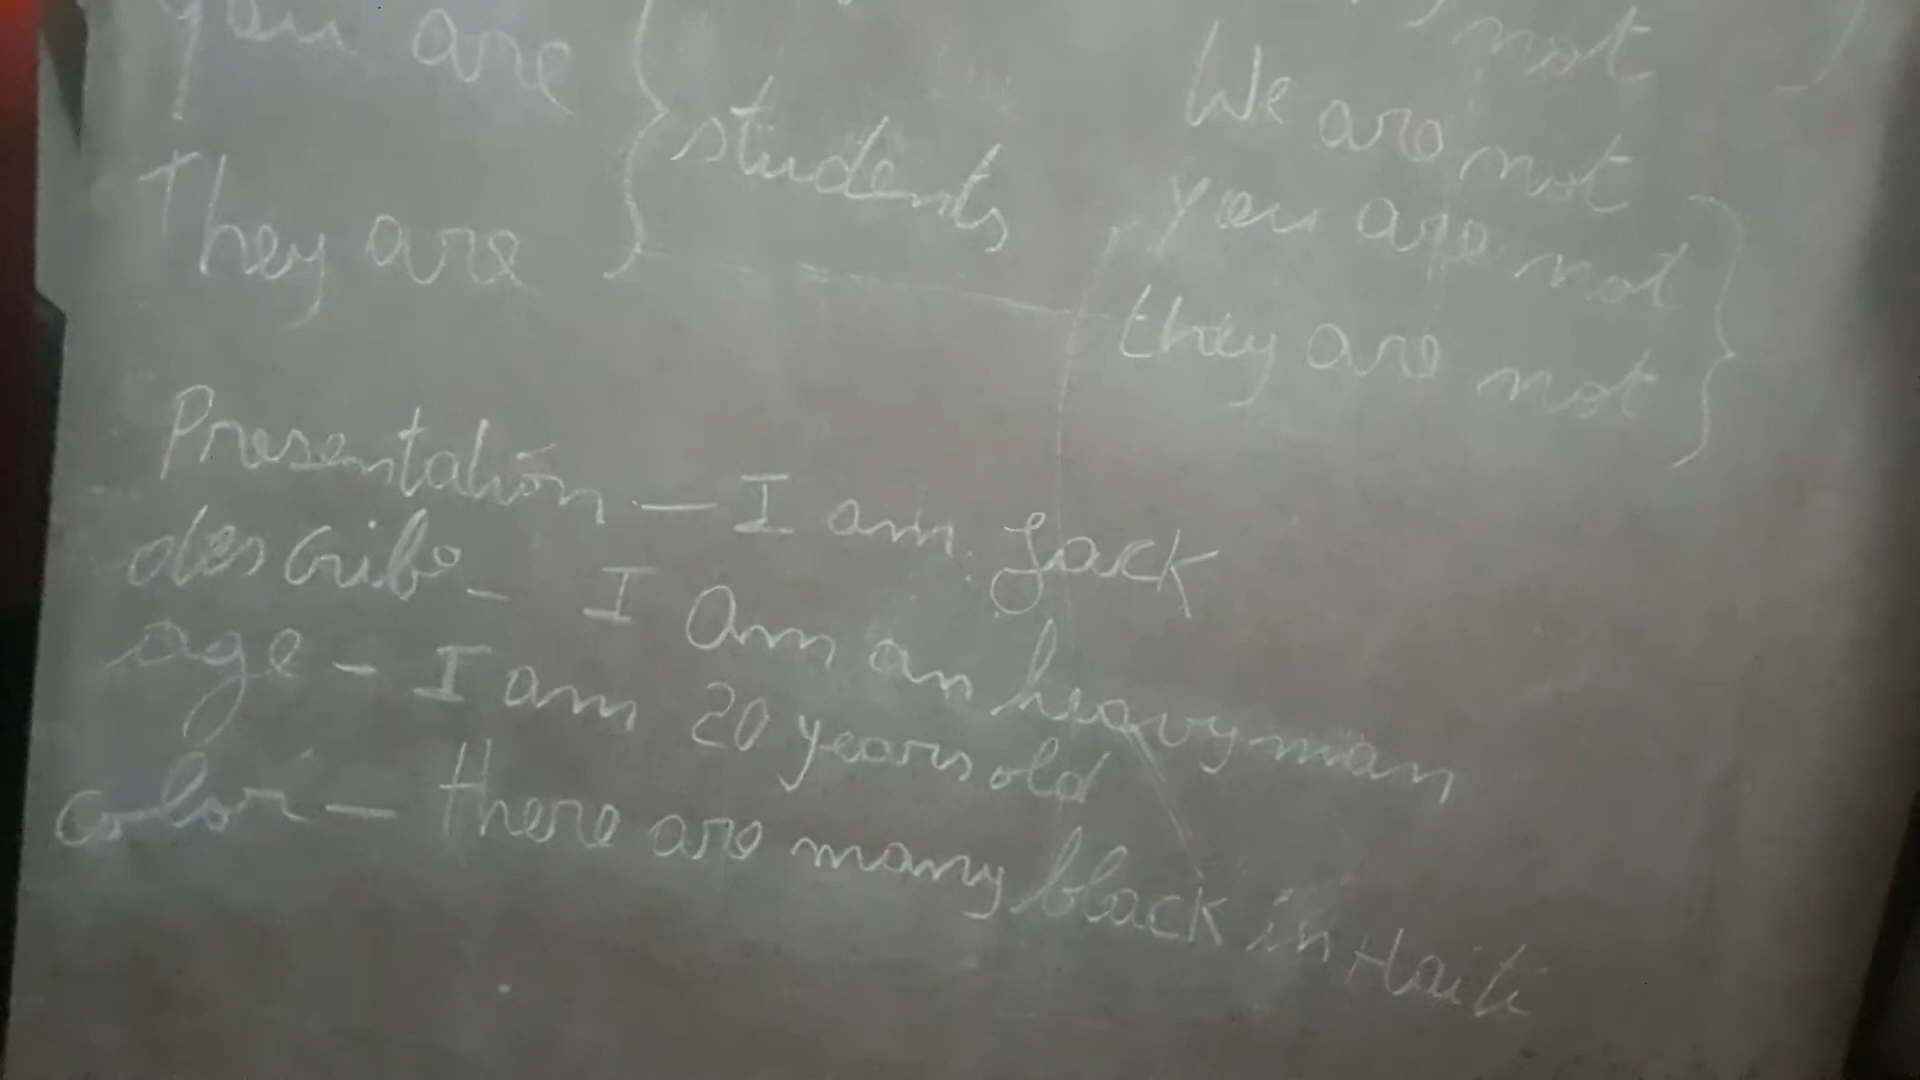 you are
students
They are
not
We are not
you are not
they are not
Presentation — I am Jack
describe - I Am an heavy man
age - I am 20 years old
color — there are many black in Haiti